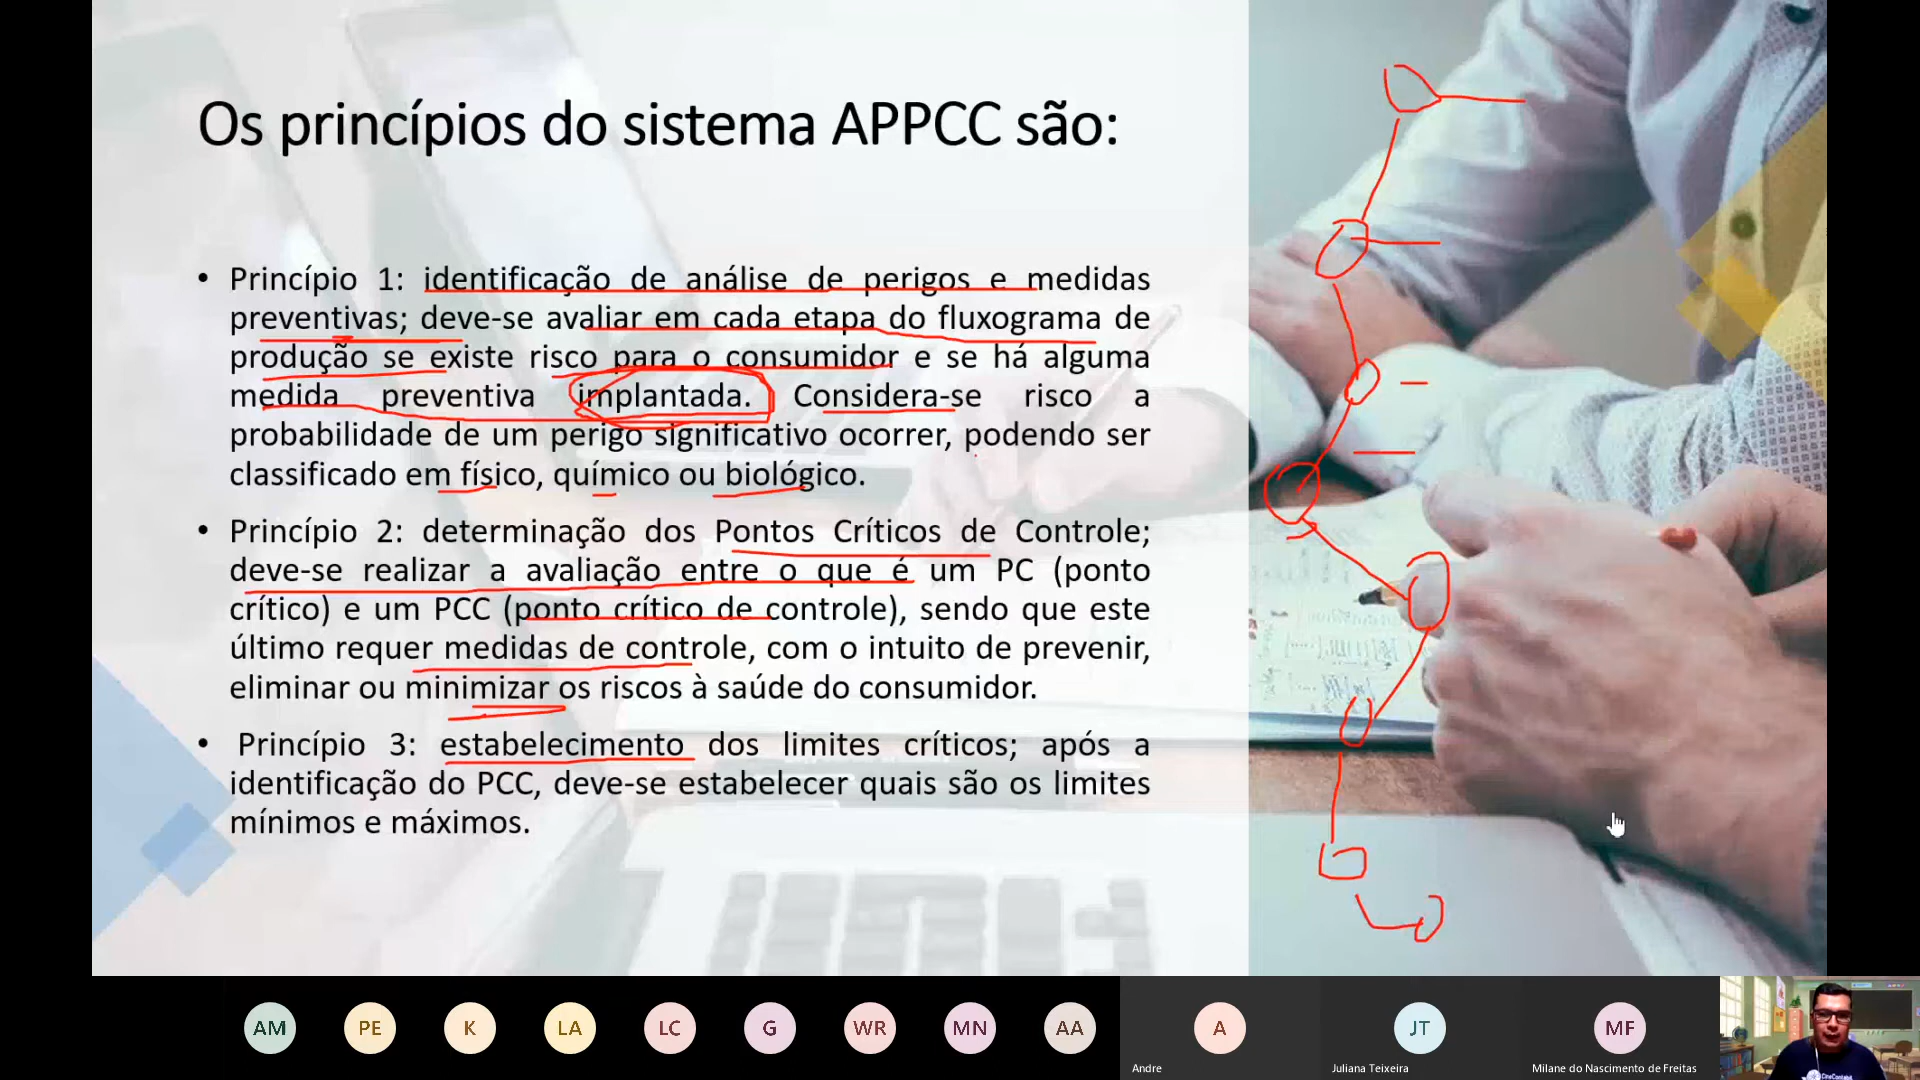 Os princípios do sistema APPCC são:
• Princípio 1: identificação de análise de perigos e medidas
preventivas; deve-se avaliar em cada etapa do fluxograma de
produção se existe risco para o consumidor e se há alguma
medida preventiva implantada. Considera-se risco a
probabilidade de um perigo significativo ocorrer, podendo ser
classificado em físico, químico ou biológico.
• Princípio 2: determinação dos Pontos Críticos de Controle;
deve-se realizar a avaliação entre o que é um PC (ponto
crítico) e um PCC (ponto crítico de controle), sendo que este
último requer medidas de controle, com o intuito de prevenir,
eliminar ou minimizar os riscos à saúde do consumidor.
• Princípio 3: estabelecimento dos limites críticos; após a
identificação do PCC, deve-se estabelecer quais são os limites
mínimos e máximos.
AM PE K LA LC G WR MN AA A JT MF
Andre Juliana Teixeira Milane do Nascimento de Freitas